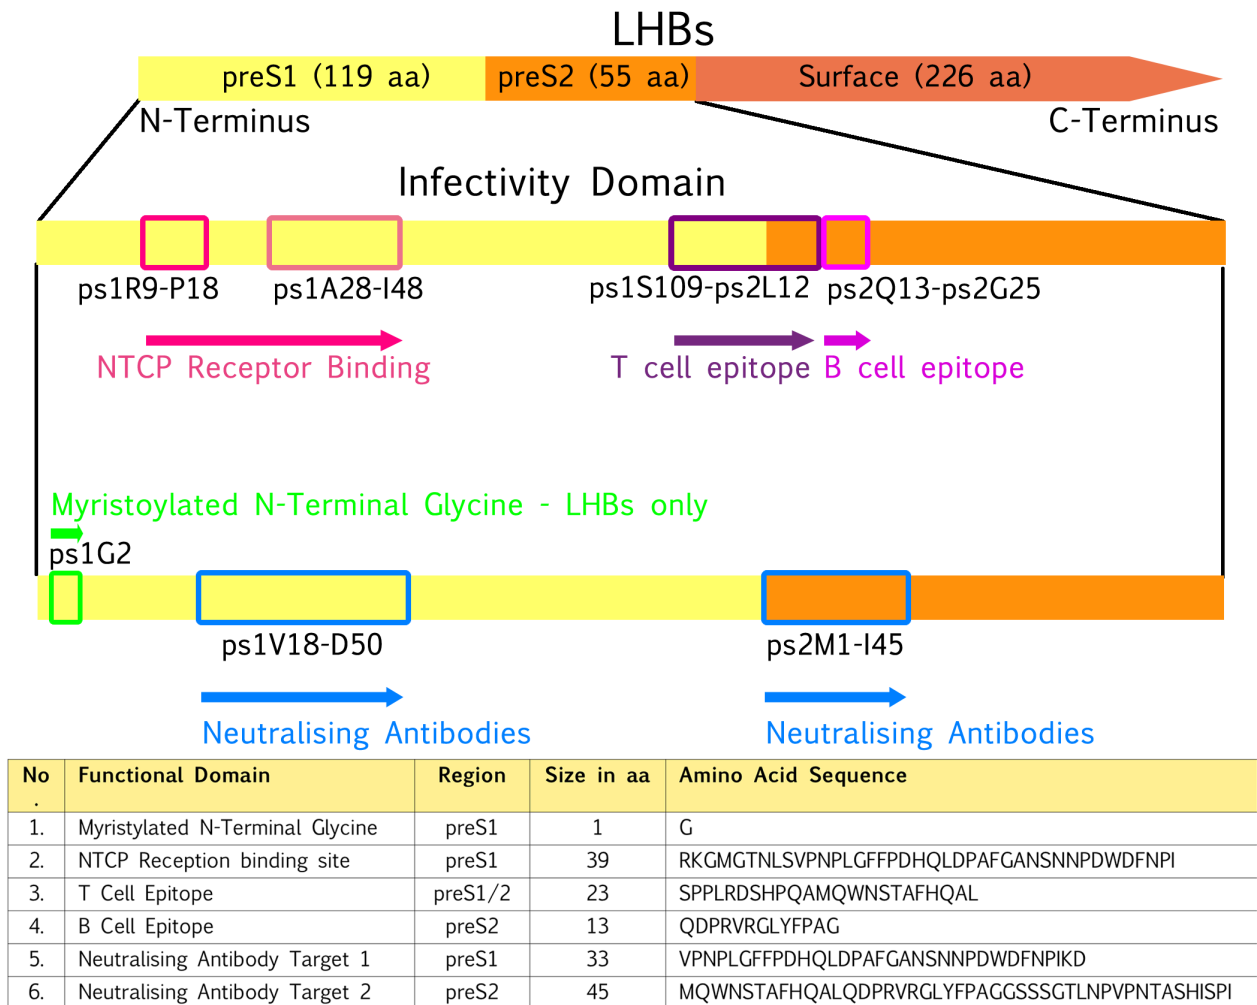 LHBs
preS1 (119 aa) preS2 (55 aa) Surface (226 aa)
N-Terminus C-Terminus
Infectivity Domain
ps1R9-P18 ps1A28-I48 ps1S109-ps2L12 ps2Q13-ps2G25
NTCP Receptor Binding T cell epitope B cell epitope
Myristoylated N-Terminal Glycine - LHBs only
ps1G2
ps1V18-D50 ps2M1-I45
Neutralising Antibodies Neutralising Antibodies
No Functional Domain Region Size in aa Amino Acid Sequence
.
1. Myristylated N-Terminal Glycine preS1 1 G
2. NTCP Reception binding site preS1 39 RKGMGTNLSVPNPLGFFPDHQLDPAFGANSNNPDWDFNPI
3. T Cell Epitope preS1/2 23 SPPLRDSHPQAMQWNSTAFHQAL
4. B Cell Epitope preS2 13 QDPRVRGLYFPAG
5. Neutralising Antibody Target 1 preS1 33 VPNPLGFFPDHQLDPAFGANSNNPDWDFNPIKD
6. Neutralising Antibody Target 2 preS2 45 MQWNSTAFHQALQDPRVRGLYFPAGGSSSGTLNPVPNTASHISPI